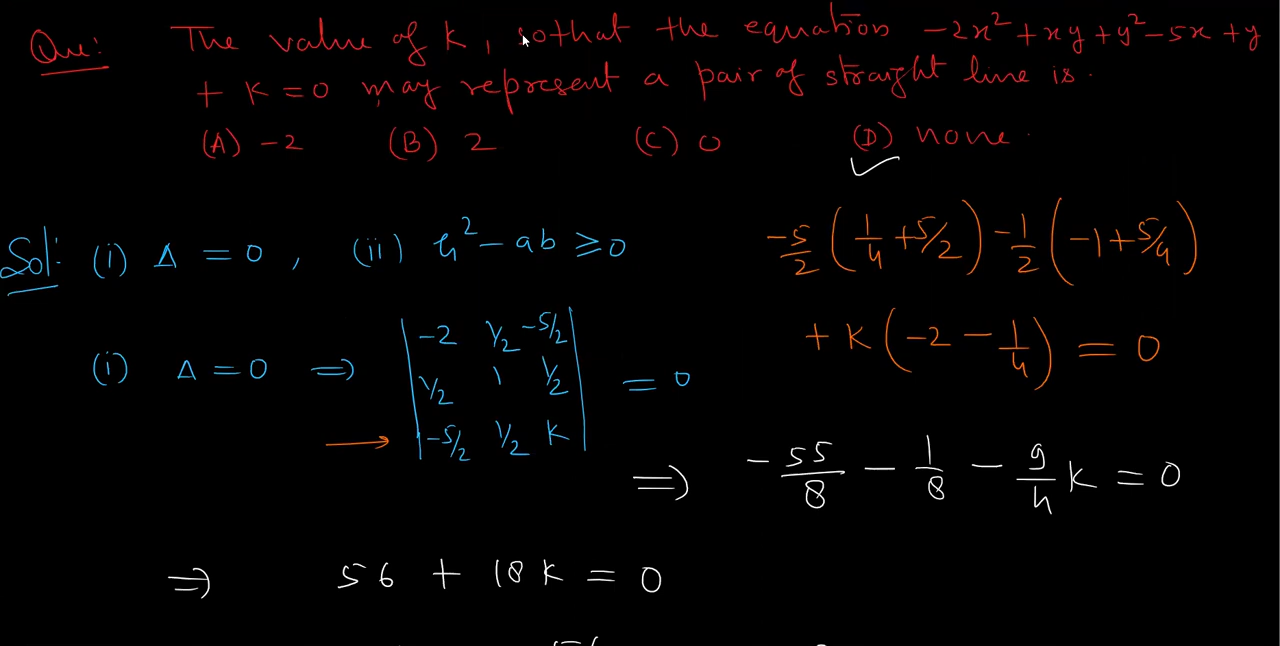 Que: The value of K, so that the equation -2x² + xy + y² - 5x + y
+ K = 0 may represent a pair of straight line is.
(A) -2 (B) 2 (C) 0 (D) none.
Sol: (i) Δ = 0, (ii) h² - ab ≥ 0
(i) Δ = 0 ⇒ | -2 1/2 -5/2 |
| 1/2 1 1/2 | = 0
→ | -5/2 1/2 K |
-5/2 (1/4 + 5/2) - 1/2 (-1 + 5/4)
+ K (-2 - 1/4) = 0
⇒ -55/8 - 1/8 - 9/4 K = 0
⇒ 56 + 18K = 0